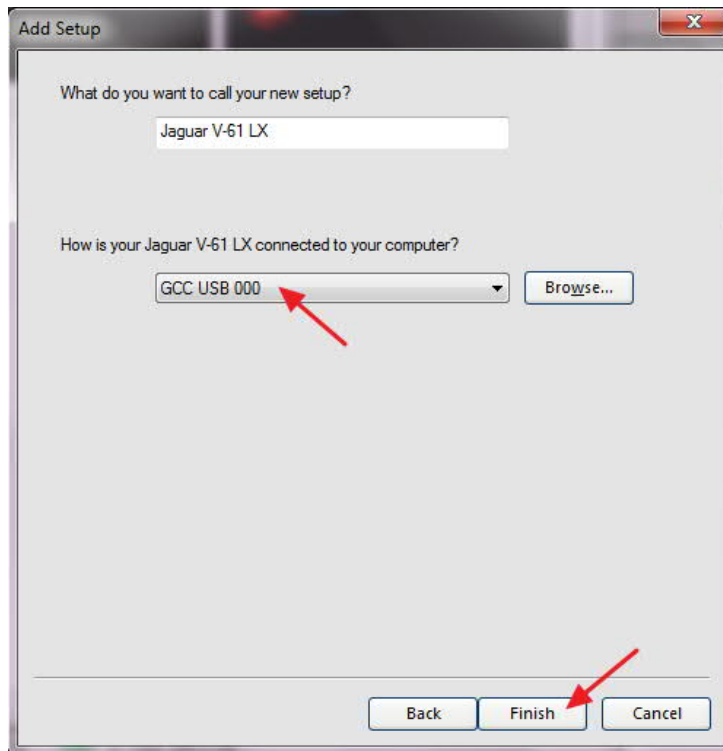 Add Setup
What do you want to call your new setup?
Jaguar V-61 LX
How is your Jaguar V-61 LX connected to your computer?
GCC USB 000
Browse...
Back
Finish
Cancel